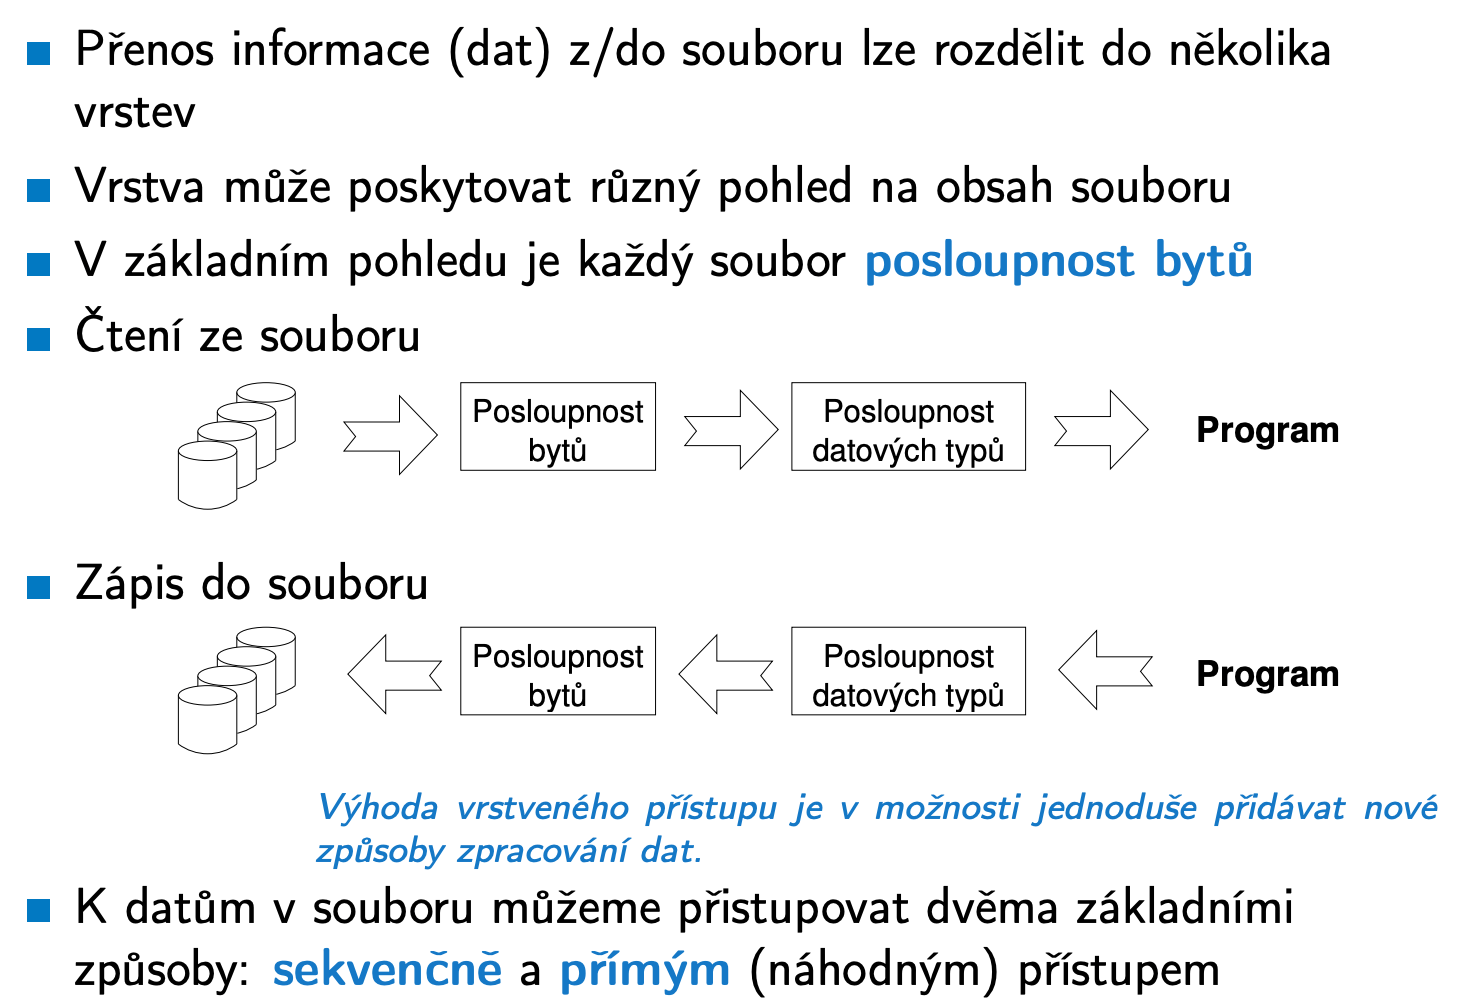 Přenos informace (dat) z/do souboru lze rozdělit do několika
vrstev
Vrstva může poskytovat různý pohled na obsah souboru
V základním pohledu je každý soubor posloupnost bytů
Čtení ze souboru
Posloupnost
bytů
Posloupnost
datových typů
Program
Zápis do souboru
Posloupnost
bytů
Posloupnost
datových typů
Program
Výhoda vrstveného přístupu je v možnosti jednoduše přidávat nové
způsoby zpracování dat.
K datům v souboru můžeme přistupovat dvěma základními
způsoby: sekvenčně a přímým (náhodným) přístupem